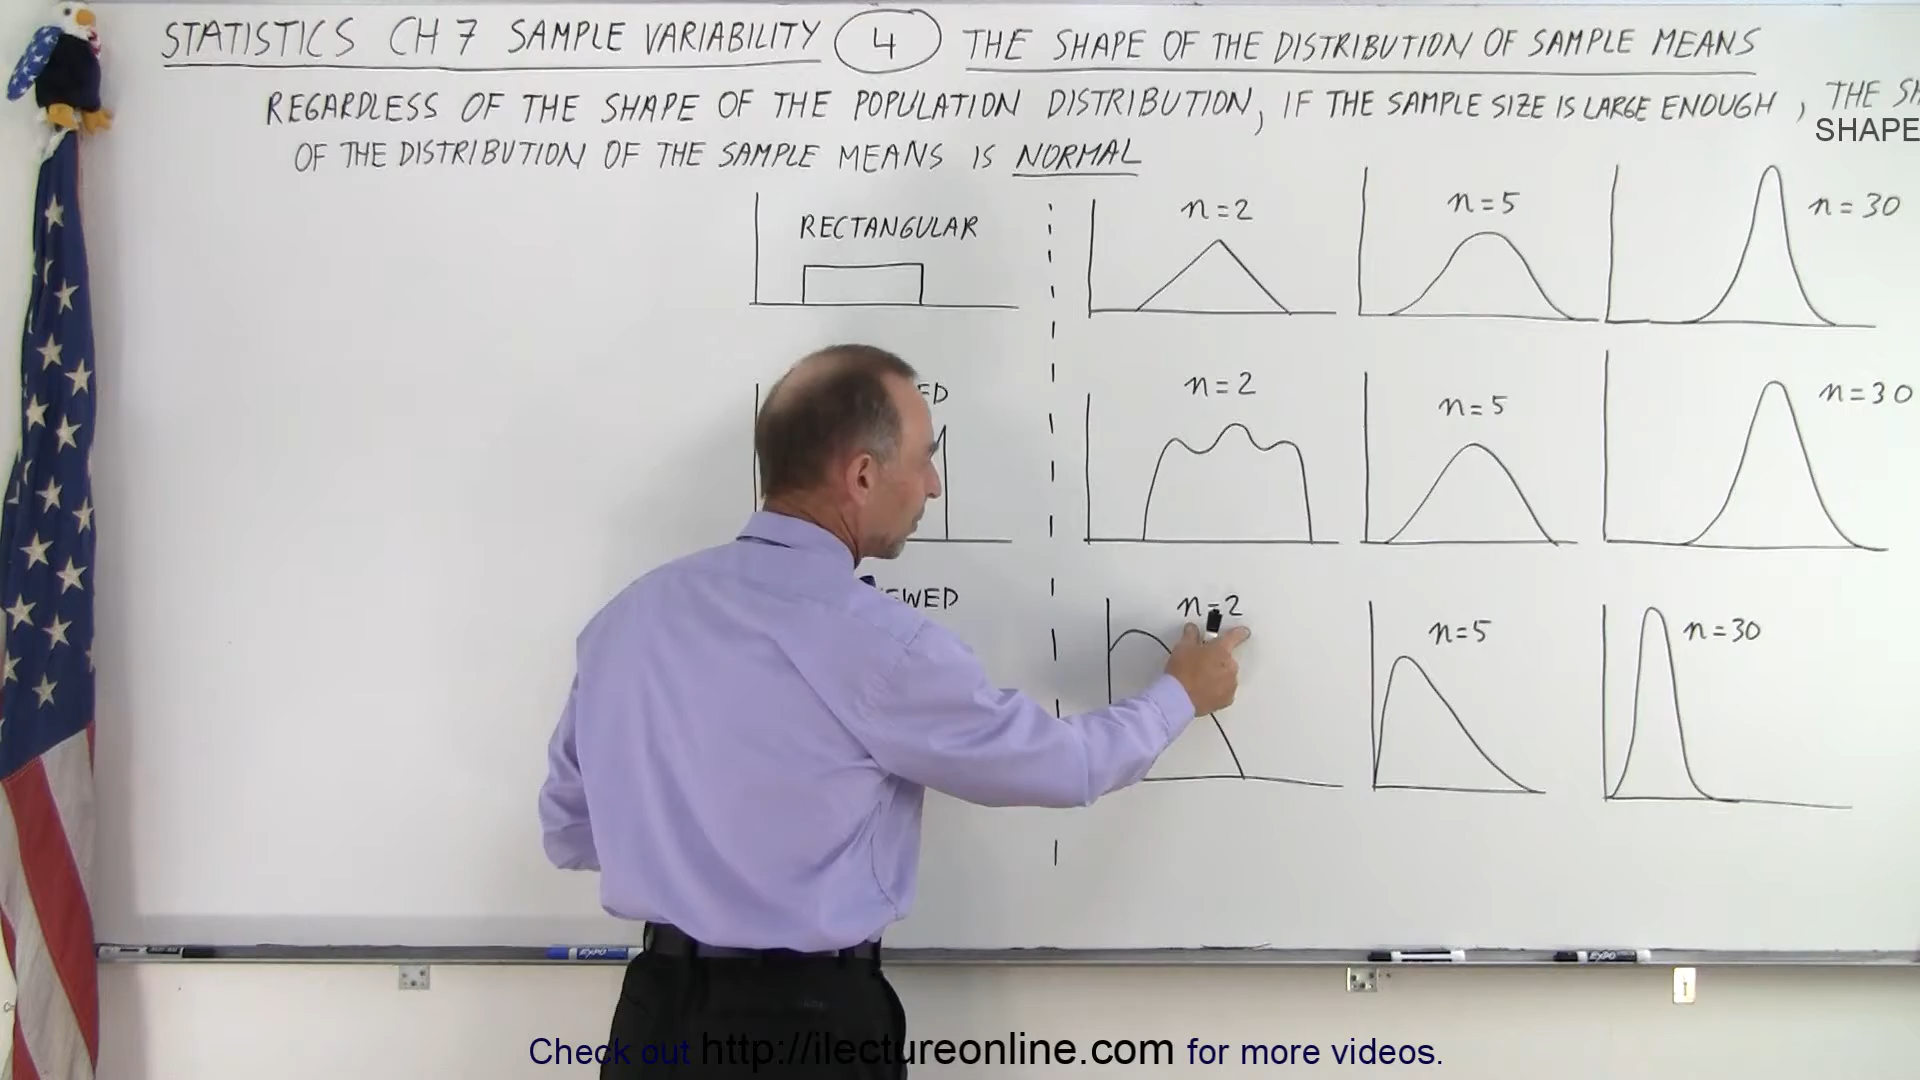 STATISTICS CH 7 SAMPLE VARIABILITY 4 THE SHAPE OF THE DISTRIBUTION OF SAMPLE MEANS
REGARDLESS OF THE SHAPE OF THE POPULATION DISTRIBUTION, IF THE SAMPLE SIZE IS LARGE ENOUGH, THE
SHAPE
OF THE DISTRIBUTION OF THE SAMPLE MEANS IS NORMAL
RECTANGULAR
n=2
n=5
n=30
n=2
n=5
n=30
n=2
n=5
n=30
EXPO
EXPO
Check out http://ilectureonline.com for more videos.